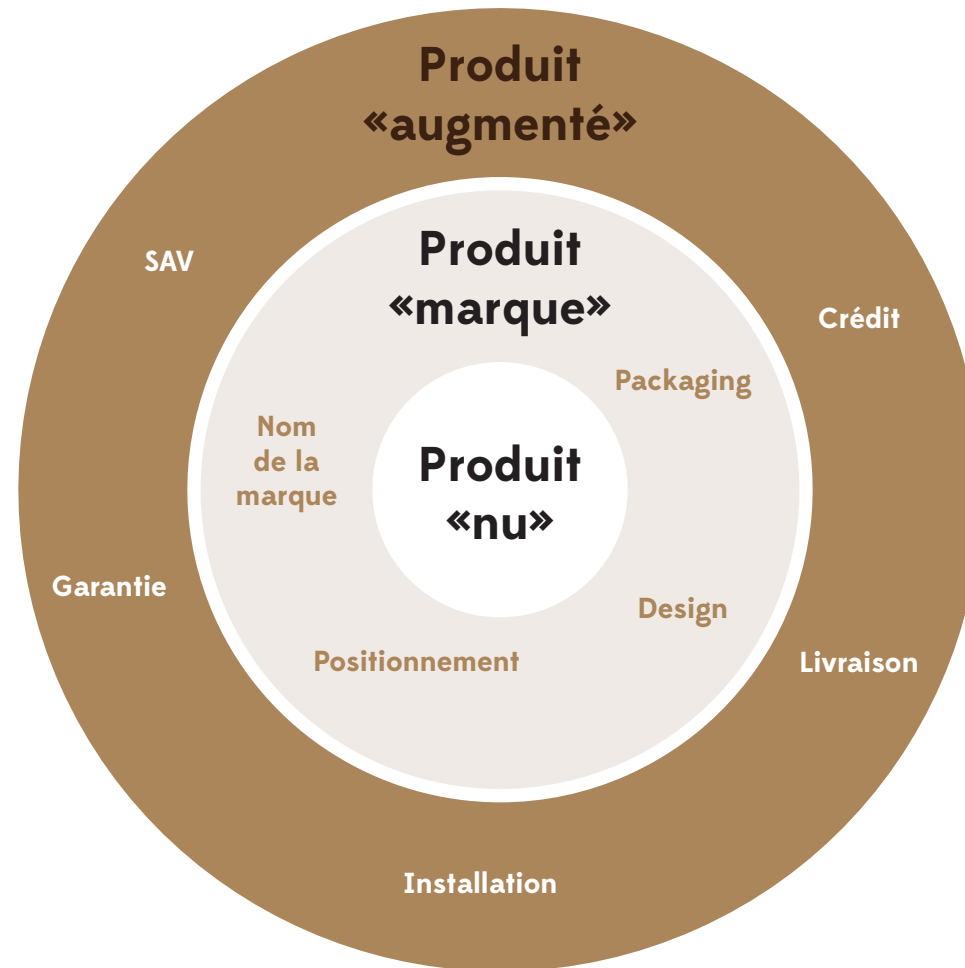 Produit
«augmenté»
SAV
Crédit
Produit
«marque»
Packaging
Nom
de la
marque
Produit
«nu»
Garantie
Design
Positionnement
Livraison
Installation